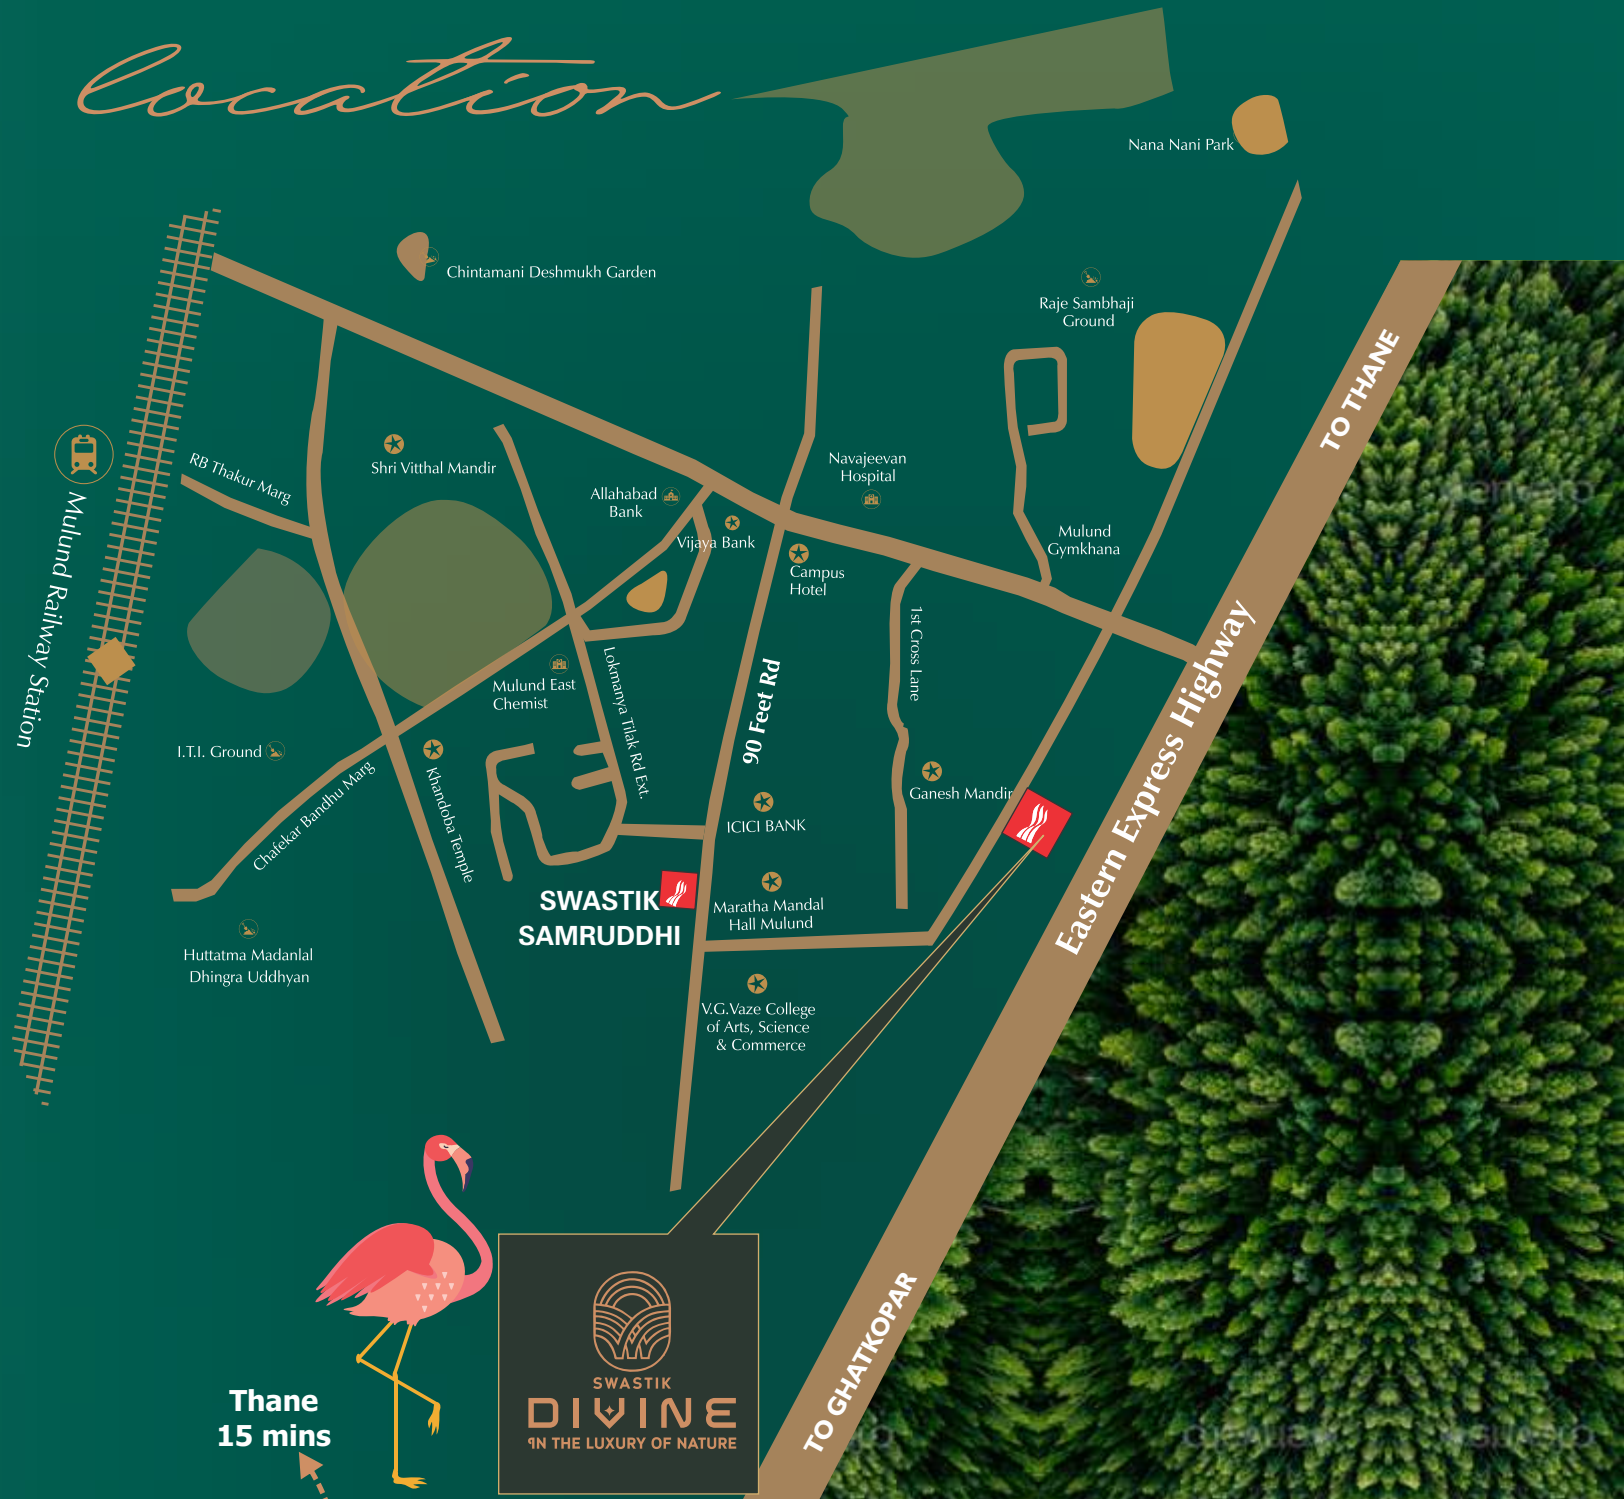 location
Nana Nani Park
Chintamani Deshmukh Garden
Raje Sambhaji
Ground
TO THANE
RB Thakur Marg
Shri Vitthal Mandir
Navajeevan
Hospital
Allahabad
Bank
Vijaya Bank
Mulund
Gymkhana
Campus
Hotel
Mulund Railway Station
1st Cross Lane
Mulund East
Chemist
Lokmanya Tilak Rd Ext.
90 Feet Rd
Eastern Express Highway
I.T.I. Ground
Chafekar Bandhu Marg
Khandoba Temple
Ganesh Mandir
ICICI BANK
SWASTIK
SAMRUDDHI
Maratha Mandal
Hall Mulund
Huttatma Madanlal
Dhingra Uddhyan
V.G.Vaze College
of Arts, Science
& Commerce
TO GHATKOPAR
SWASTIK
DIVINE
IN THE LUXURY OF NATURE
Thane
15 mins